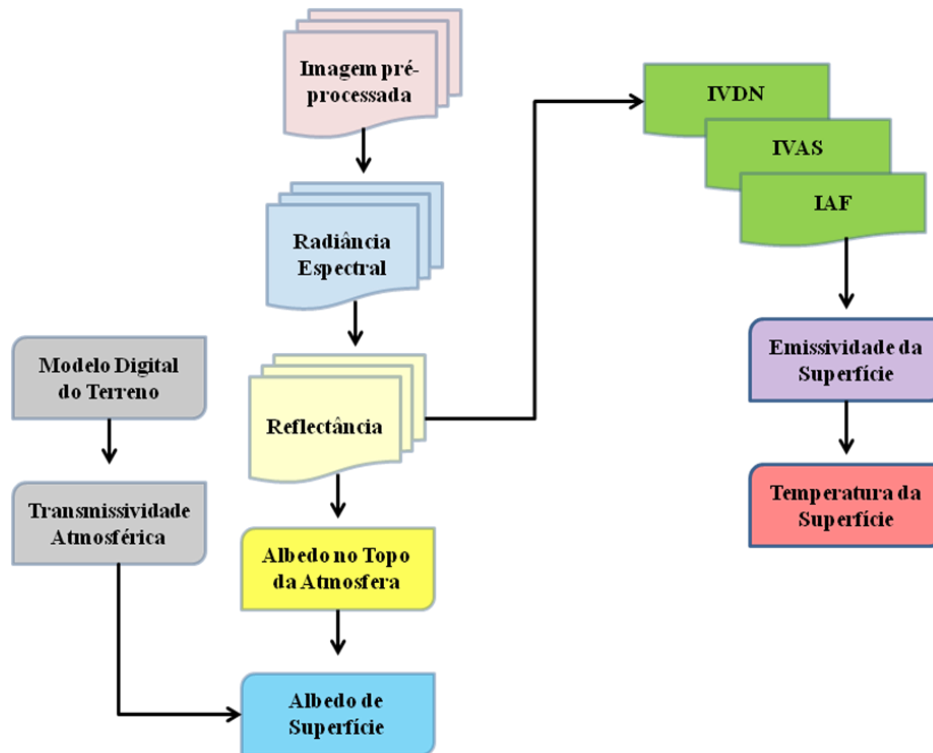 Imagem pré-
processada
IVDN
IVAS
IAF
Radiância
Espectral
Modelo Digital
do Terreno
Reflectância
Emissividade da
Superfície
Transmissividade
Atmosférica
Albedo no Topo
da Atmosfera
Temperatura da
Superfície
Albedo de
Superfície